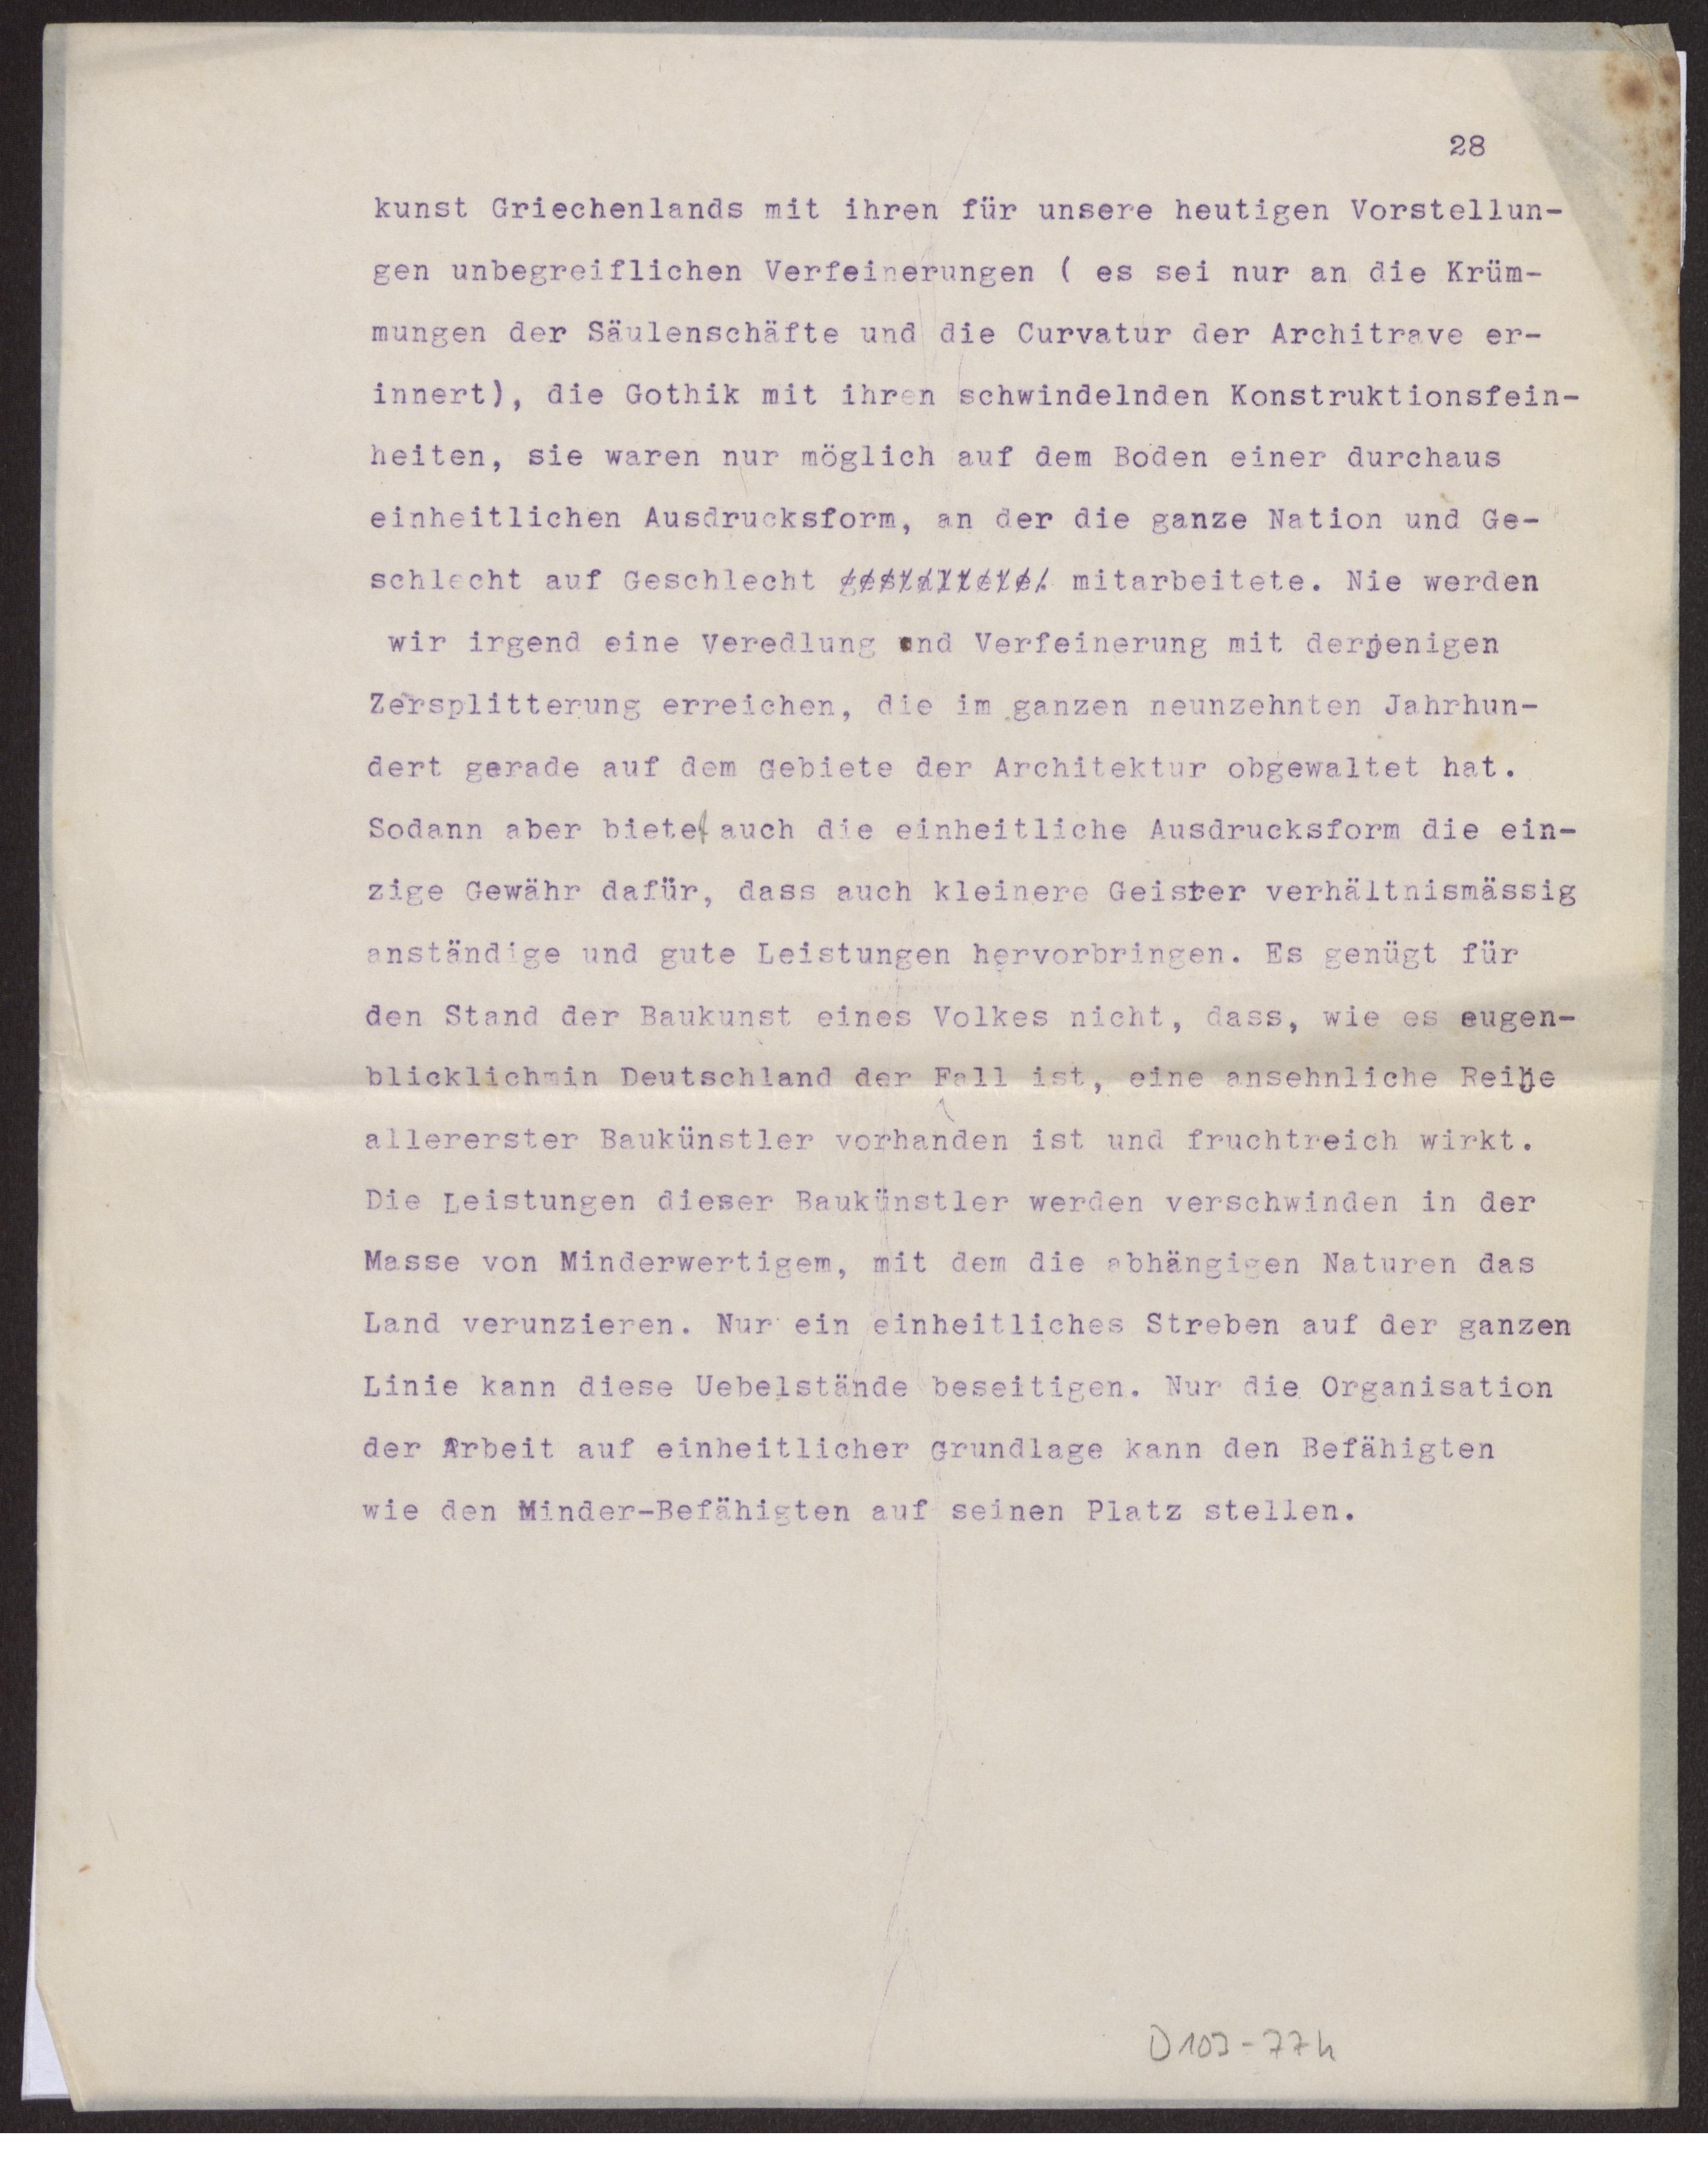 28
kunst Griechenlands mit ihren für unsere heutigen Vorstellun-
gen unbegreiflichen Verfeinerungen ( es sei nur an die Krüm-
mungen der Säulenschäfte und die Curvatur der Architrave er-
innert), die Gothik mit ihren schwindelnden Konstruktionsfein-
heiten, sie waren nur möglich auf dem Boden einer durchaus
einheitlichen Ausdrucksform, an der die ganze Nation und Ge-
schlecht auf Geschlecht gestaltete. mitarbeitete. Nie werden
wir irgend eine Veredlung und Verfeinerung mit derjenigen
Zersplitterung erreichen, die im ganzen neunzehnten Jahrhun-
dert gerade auf dem Gebiete der Architektur obgewaltet hat.
Sodann aber bietet auch die einheitliche Ausdrucksform die ein-
zige Gewähr dafür, dass auch kleinere Geister verhältnismässig
anständige und gute Leistungen hervorbringen. Es genügt für
den Stand der Baukunst eines Volkes nicht, dass, wie es augen-
blicklichmin Deutschland der Fall ist, eine ansehnliche Reihe
allererster Baukünstler vorhanden ist und fruchtreich wirkt.
Die Leistungen dieser Baukünstler werden verschwinden in der
Masse von Minderwertigem, mit dem die abhängigen Naturen das
Land verunzieren. Nur ein einheitliches Streben auf der ganzen
Linie kann diese Uebelstände beseitigen. Nur die Organisation
der Arbeit auf einheitlicher Grundlage kann den Befähigten
wie den Minder-Befähigten auf seinen Platz stellen.
D103-774